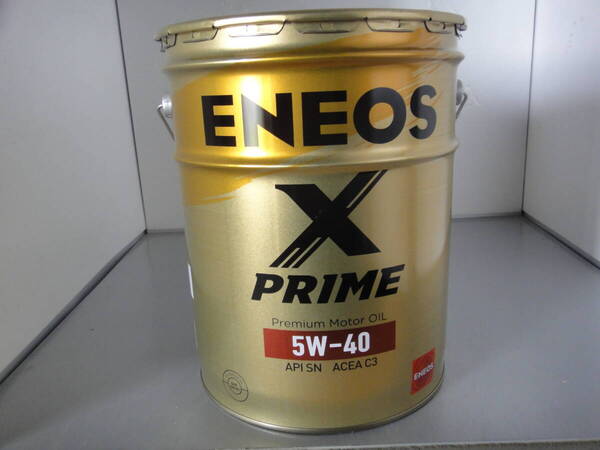 ENEOS
X
PRIME
Premium Motor OIL
5W-40
API SN ACEA C3
ENEOS